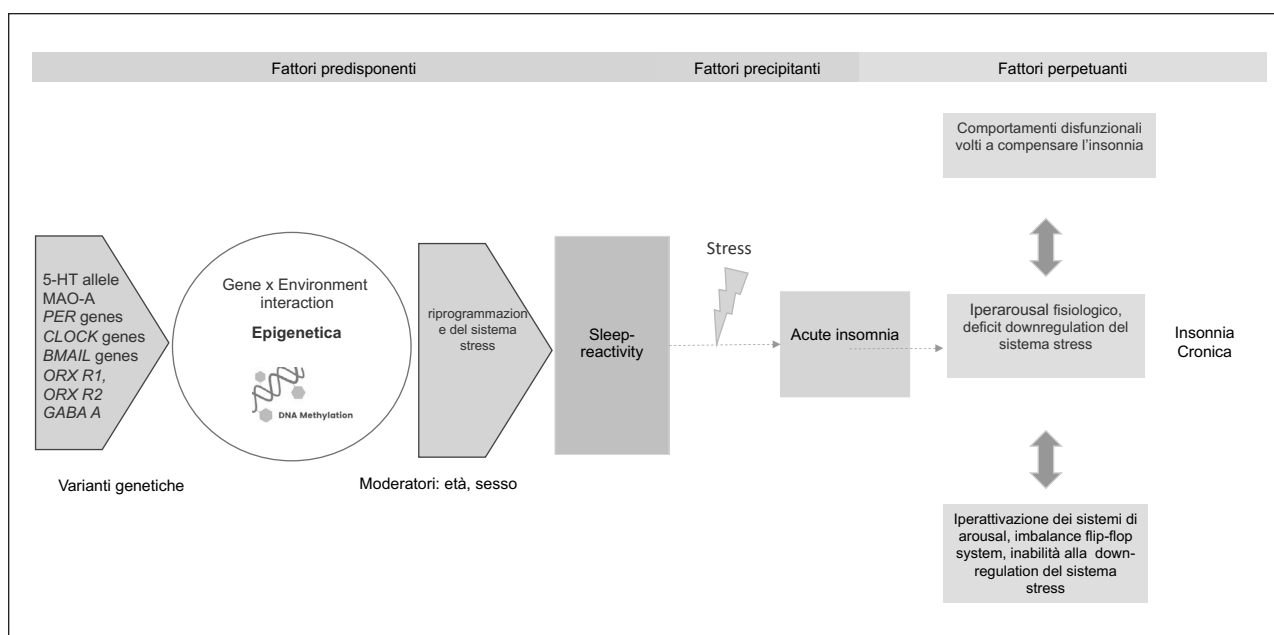 Fattori predisponenti
Fattori precipitanti
Fattori perpetuanti
5-HT allele
MAO-A
PER genes
CLOCK genes
BMAIL genes
ORX R1,
ORX R2
GABA A
Varianti genetiche
Gene x Environment
interaction
Epigenetica
DNA Methylation
riprogrammazion
e del sistema
stress
Moderatori: età, sesso
Sleep-
reactivity
Stress
Acute insomnia
Comportamenti disfunzionali
volti a compensare l'insonnia
Iperarousal fisiologico,
deficit downregulation del
sistema stress
Iperattivazione dei sistemi di
arousal, imbalance flip-flop
system, inabilità alla down-
regulation del sistema
stress
Insonnia
Cronica